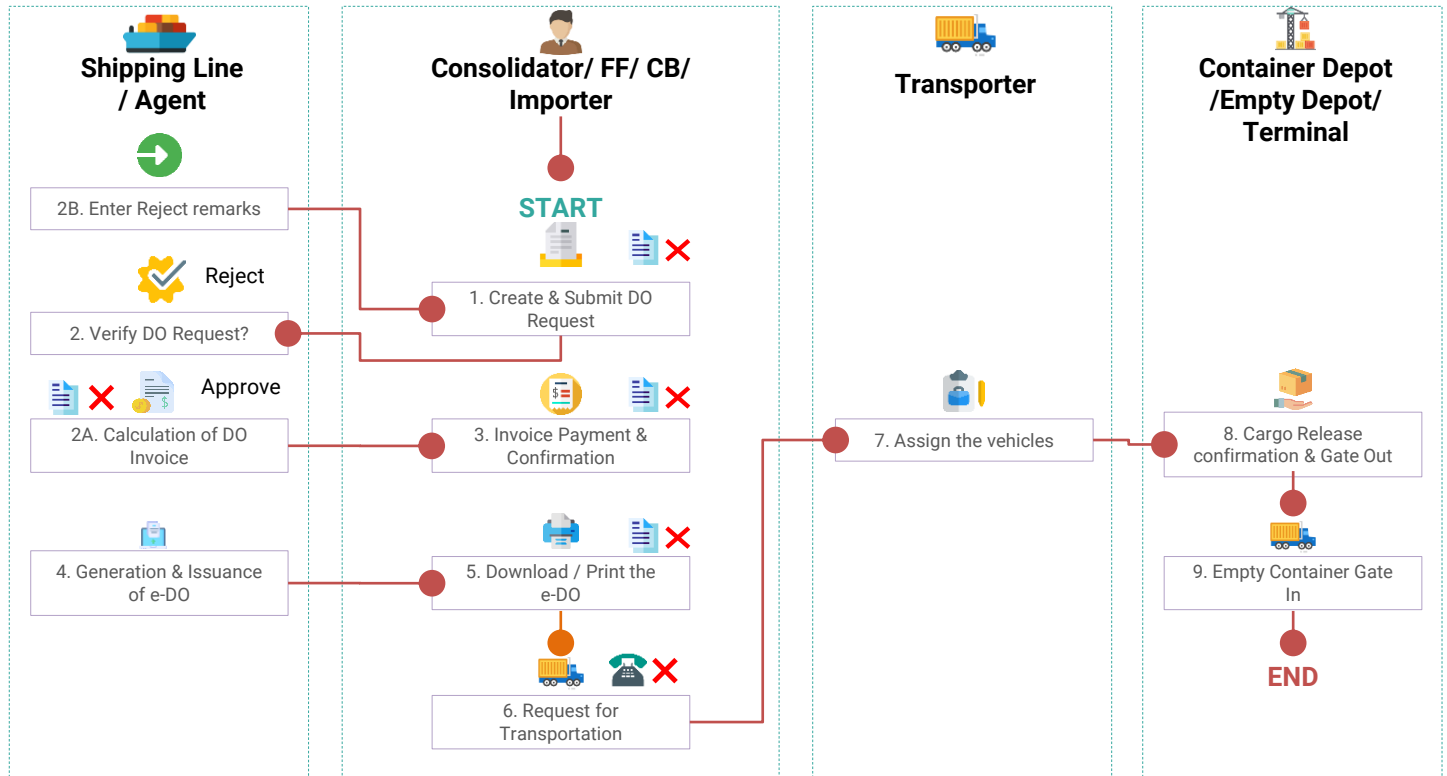 Shipping Line
/ Agent
2B. Enter Reject remarks
Reject
2. Verify DO Request?
Approve
2A. Calculation of DO
Invoice
4. Generation & Issuance
of e-DO
Consolidator/ FF/ CB/
Importer
START
1. Create & Submit DO
Request
3. Invoice Payment &
Confirmation
5. Download / Print the
e-DO
6. Request for
Transportation
Transporter
7. Assign the vehicles
Container Depot
/Empty Depot/
Terminal
8. Cargo Release
confirmation & Gate Out
9. Empty Container Gate
In
END